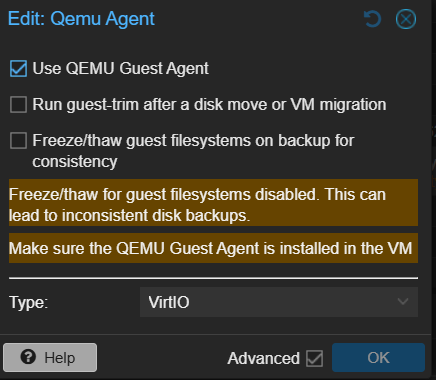 Edit: Qemu Agent
Use QEMU Guest Agent
Run guest-trim after a disk move or VM migration
Freeze/thaw guest filesystems on backup for
consistency
Freeze/thaw for guest filesystems disabled. This can
lead to inconsistent disk backups.
Make sure the QEMU Guest Agent is installed in the VM
Type: VirtIO
? Help Advanced OK